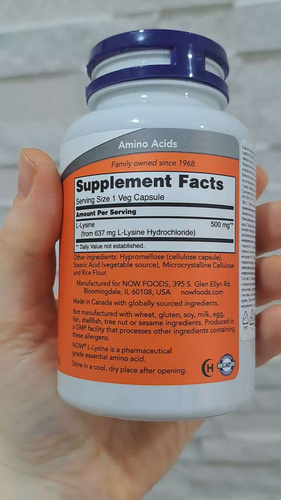 Amino Acids
Family owned since 1968.
Supplement Facts
Serving Size 1 Veg Capsule
Amount Per Serving
L-Lysine 500 mg**
(from 637 mg L-Lysine Hydrochloride)
** Daily Value not established.
Other ingredients: Hypromellose (cellulose capsule),
Stearic Acid (vegetable source), Microcrystalline Cellulose
and Rice Flour.
Manufactured for NOW FOODS, 395 S. Glen Ellyn Rd.
Bloomingdale, IL 60108, USA nowfoods.com
Made in Canada with globally sourced ingredients.
Not manufactured with wheat, gluten, soy, milk, egg,
fish, shellfish, tree nut or sesame ingredients. Produced in
a GMP facility that processes other ingredients containing
these allergens.
NOW® L-Lysine is a pharmaceutical
grade essential amino acid.
Store in a cool, dry place after opening.